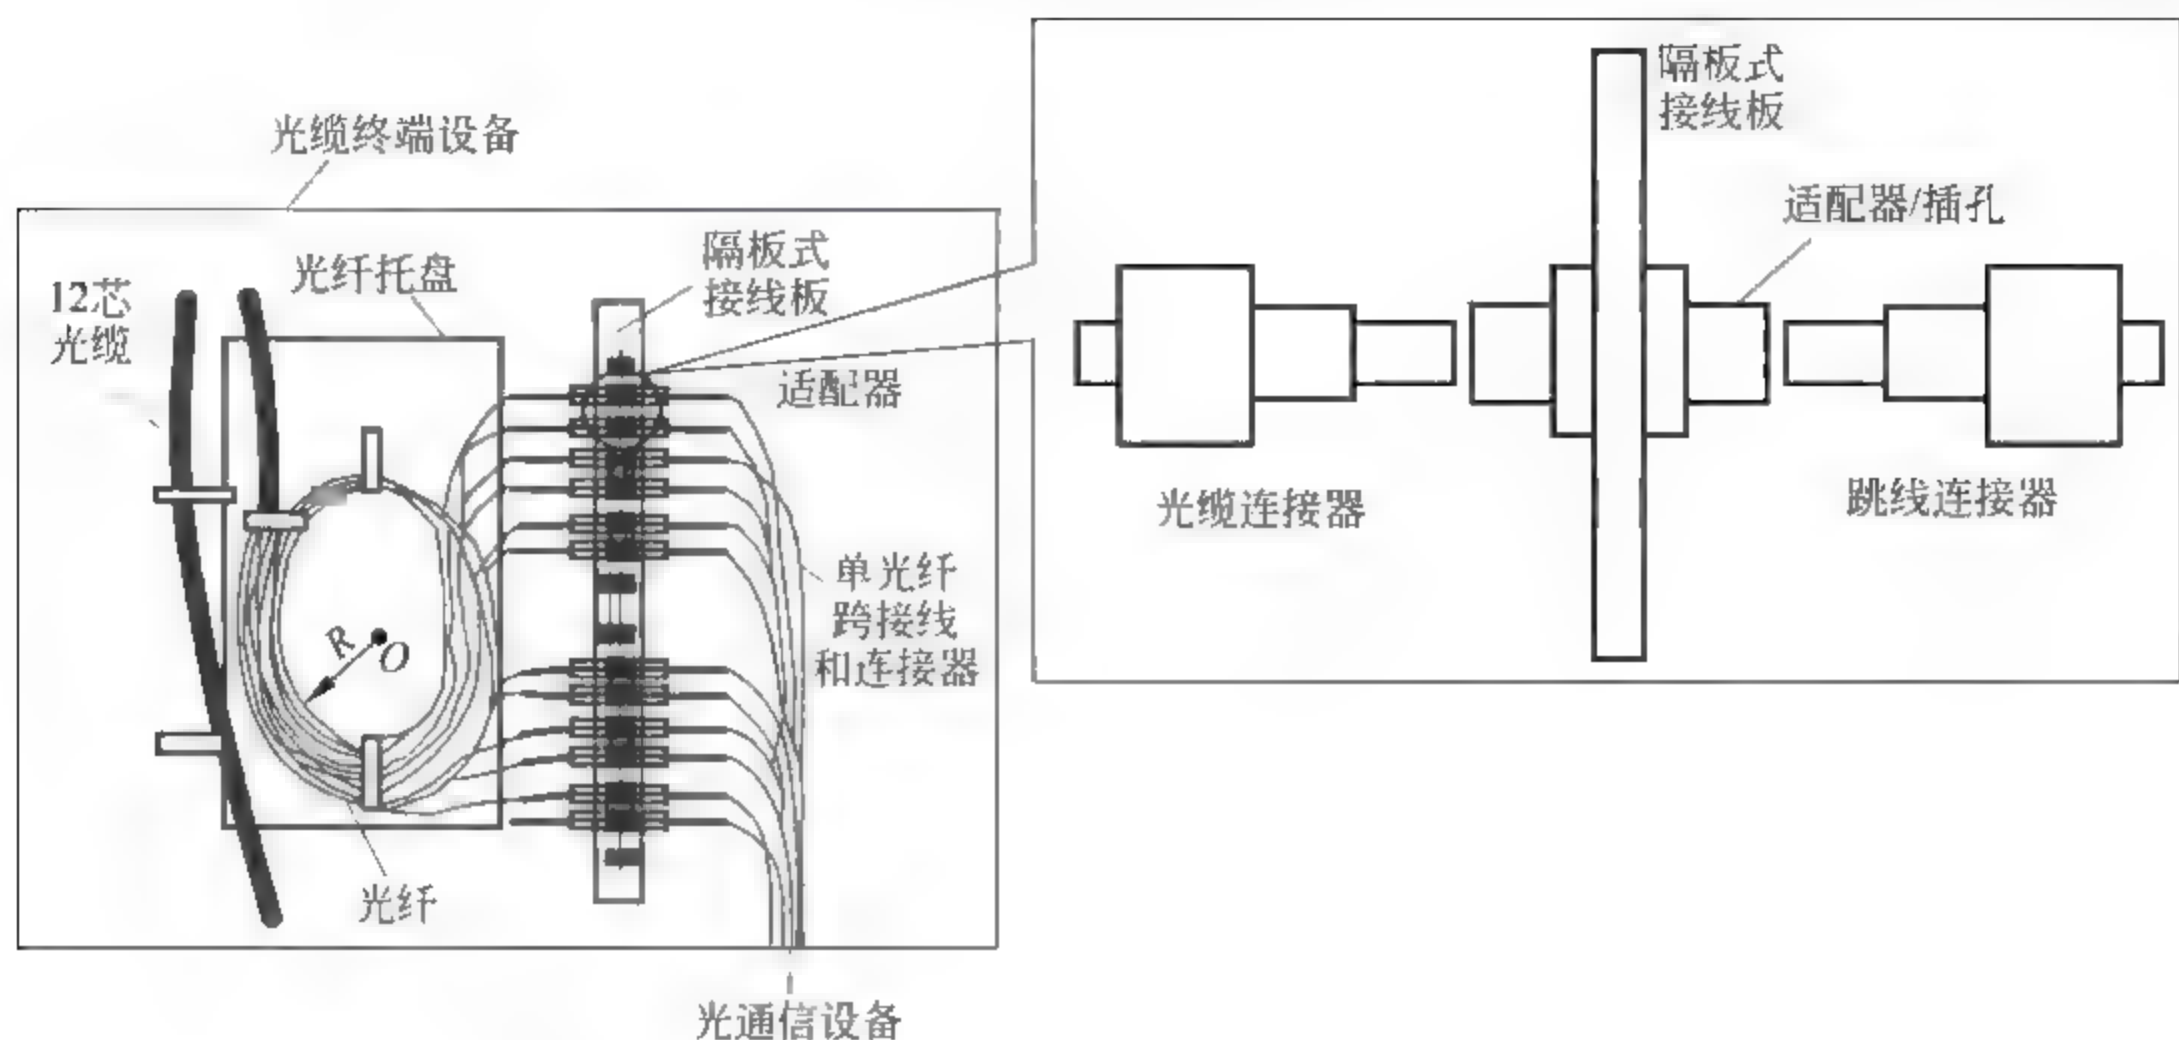 光缆终端设备
12芯
光缆
光纤托盘
隔板式
接线板
适配器
R
O
单光纤
跨接线
和连接器
光纤
光通信设备
隔板式
接线板
适配器/插孔
光缆连接器
跳线连接器